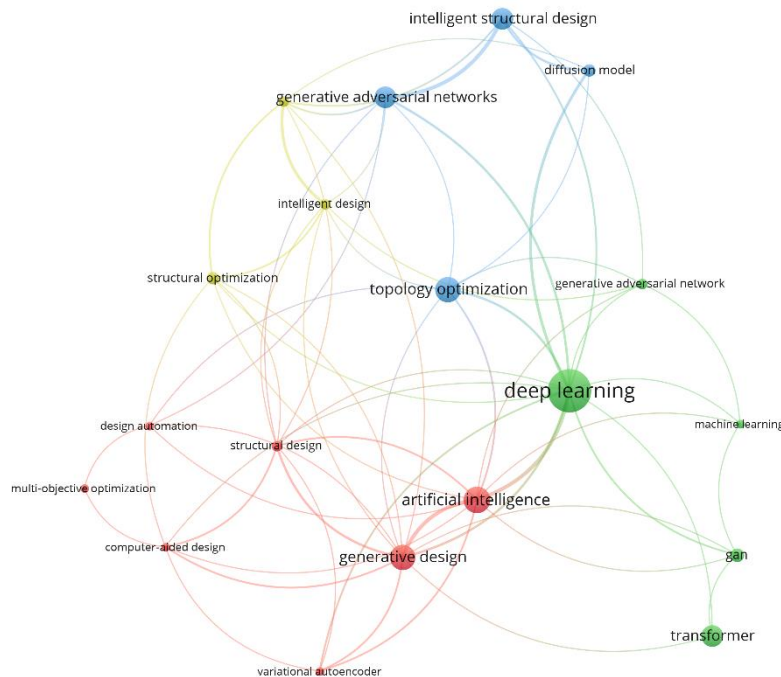 intelligent structural design
diffusion model
generative adversarial networks
intelligent design
structural optimization
topology optimization
generative adversarial network
deep learning
design automation
machine learning
structural design
multi-objective optimization
artificial intelligence
computer-aided design
generative design
gan
transformer
variational autoencoder